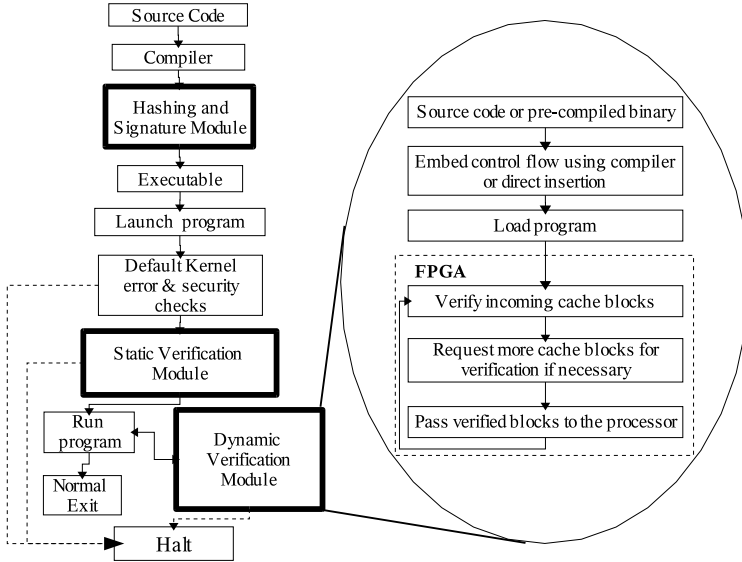 Source Code
Compiler
Hashing and
Signature Module
Executable
Launch program
Default Kernel
error & security
checks
Static Verification
Module
Run
program
Dynamic
Verification
Module
Normal
Exit
Halt
Source code or pre-compiled binary
Embed control flow using compiler
or direct insertion
Load program
FPGA
Verify incoming cache blocks
Request more cache blocks for
verification if necessary
Pass verified blocks to the processor